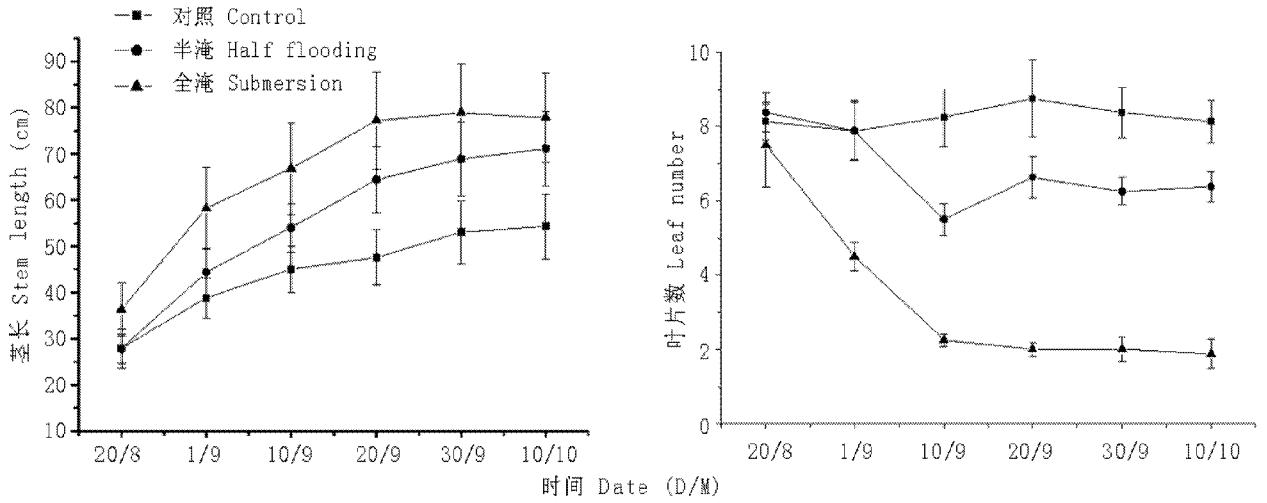 对照 Control
半淹 Half flooding
全淹 Submersion
茎长 Stem length (cm)
90
80
70
60
50
40
30
20
10
20/8 1/9 10/9 20/9 30/9 10/10
叶片数 Leaf number
10
8
6
4
2
0
20/8 1/9 10/9 20/9 30/9 10/10
时间 Date (D/M)